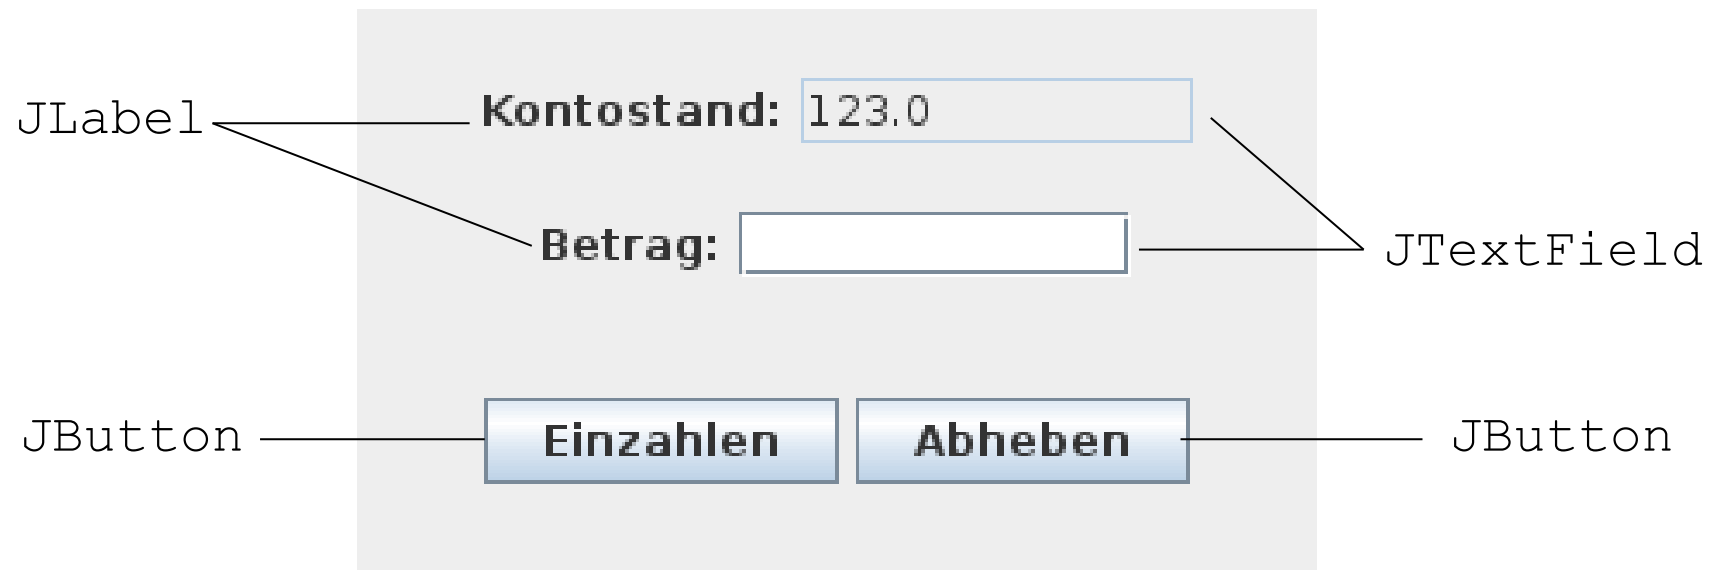 JLabel
Kontostand: 123.0
Betrag:
JTextField
JButton
Einzahlen
Abheben
JButton